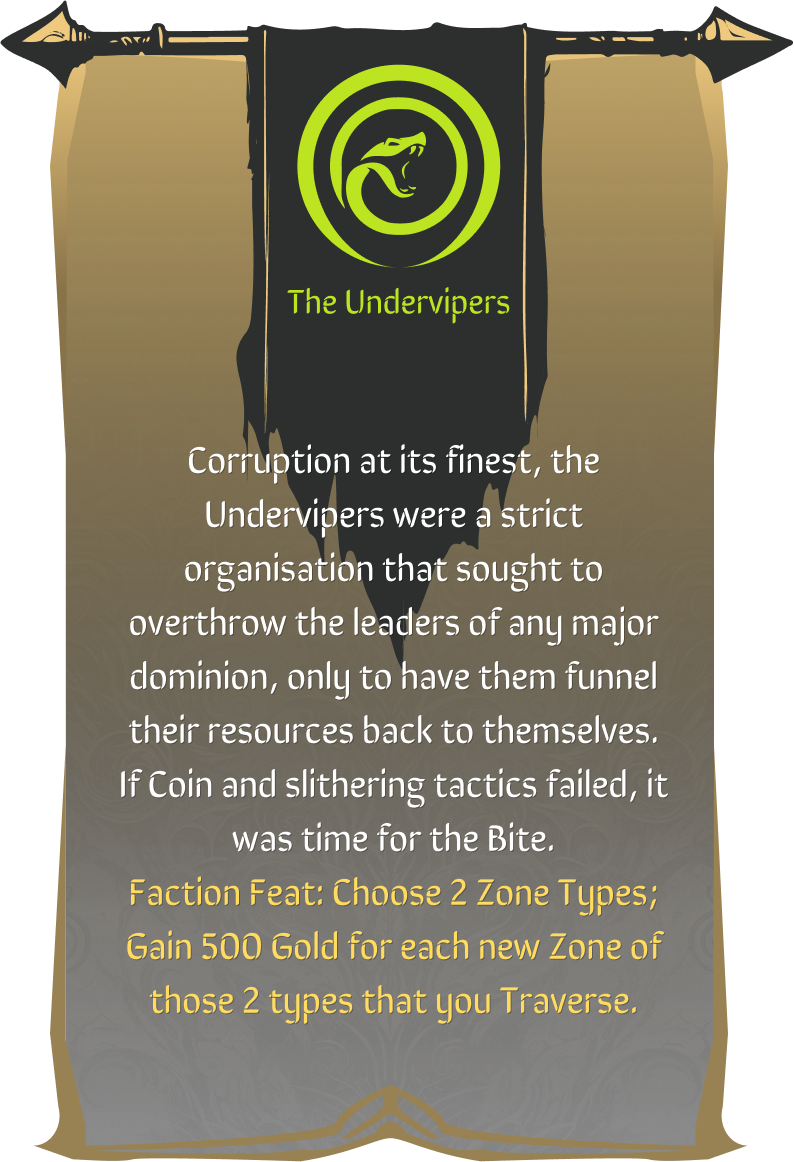 The Undervipers
Corruption at its finest, the
Undervipers were a strict
organisation that sought to
overthrow the leaders of any major
dominion, only to have them funnel
their resources back to themselves.
If Coin and slithering tactics failed, it
was time for the Bite.
Faction Feat: Choose 2 Zone Types;
Gain 500 Gold for each new Zone of
those 2 types that you Traverse.